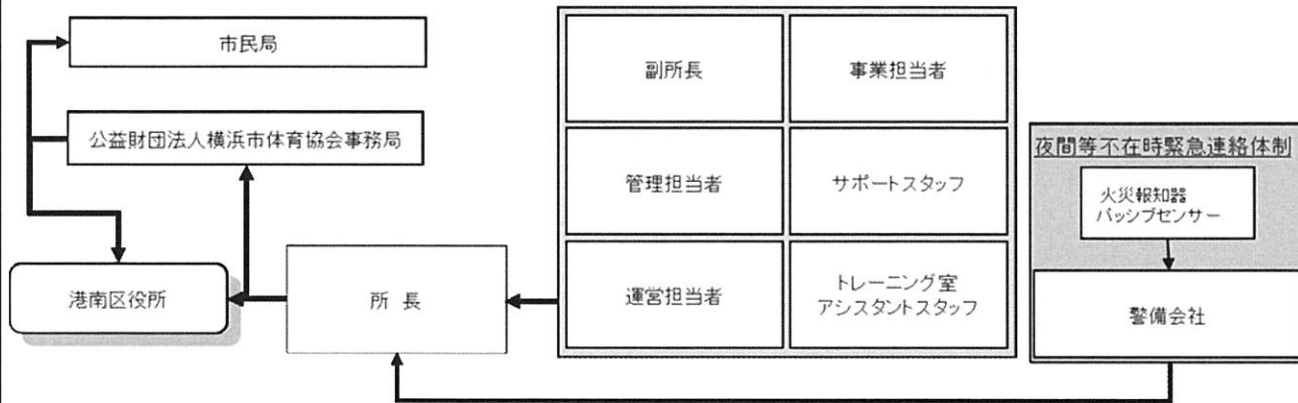 市民局
公益財団法人横浜市体育協会事務局
港南区役所
所 長
副所長
事業担当者
管理担当者
サポートスタッフ
運営担当者
トレーニング室
アシスタントスタッフ
夜間等不在時緊急連絡体制
火災報知器
パッシブセンサー
警備会社